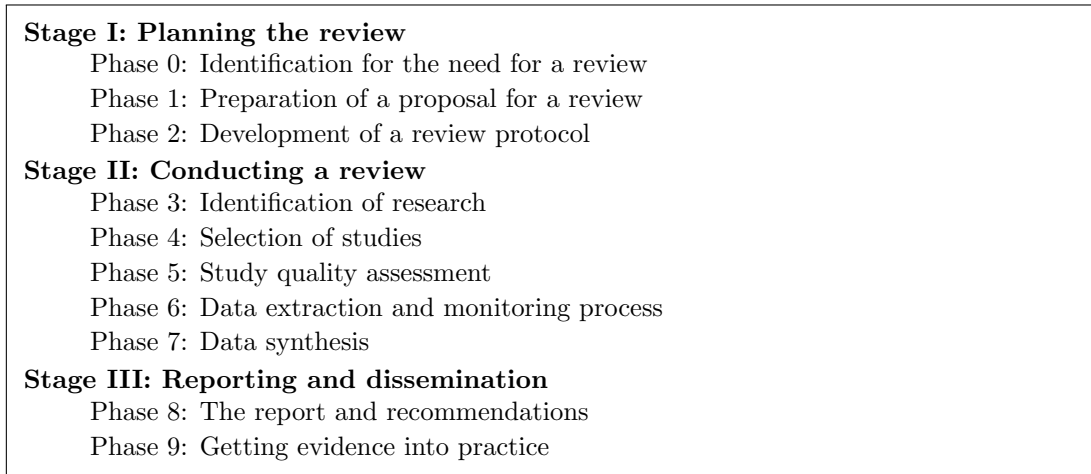 Stage I: Planning the review
Phase 0: Identification for the need for a review
Phase 1: Preparation of a proposal for a review
Phase 2: Development of a review protocol
Stage II: Conducting a review
Phase 3: Identification of research
Phase 4: Selection of studies
Phase 5: Study quality assessment
Phase 6: Data extraction and monitoring process
Phase 7: Data synthesis
Stage III: Reporting and dissemination
Phase 8: The report and recommendations
Phase 9: Getting evidence into practice